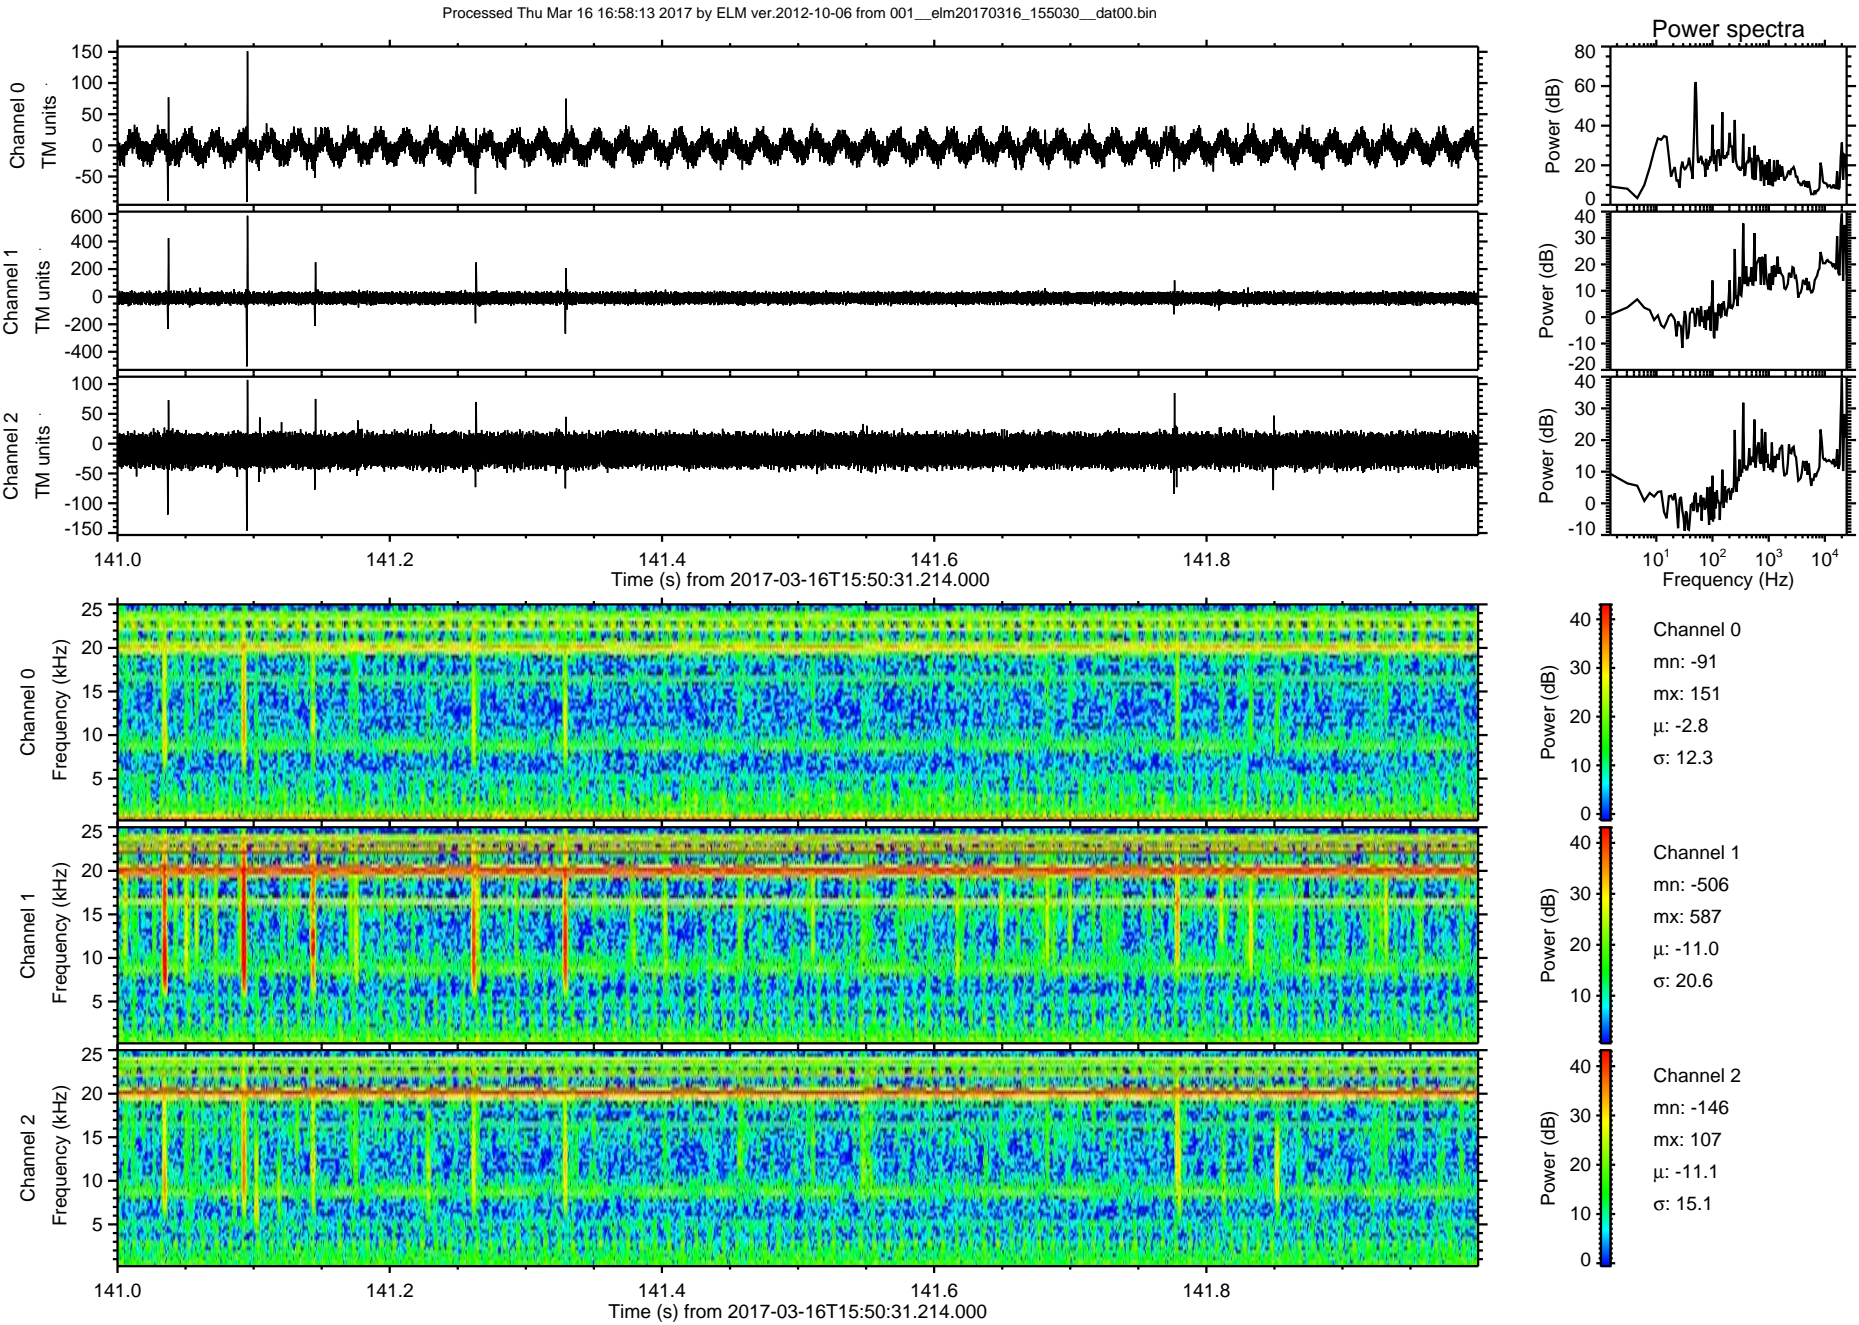 Processed Thu Mar 16 16:58:13 2017 by ELM ver.2012-10-06 from 001__elm20170316_155030__dat00.bin
Power spectra
Channel 0
TM units
150
100
50
0
-50
Power (dB)
80
60
40
20
0
Channel 1
TM units
600
400
200
0
-200
-400
Power (dB)
40
30
20
10
0
-10
-20
Channel 2
TM units
100
50
0
-50
-100
-150
Power (dB)
40
30
20
10
0
-10
141.0 141.2 141.4 141.6 141.8
Time (s) from 2017-03-16T15:50:31.214.000
10^1 10^2 10^3 10^4
Frequency (Hz)
Channel 0
Frequency (kHz)
25
20
15
10
5
Power (dB)
40
30
20
10
0
Channel 0
mn: -91
mx: 151
μ: -2.8
σ: 12.3
Channel 1
Frequency (kHz)
25
20
15
10
5
Power (dB)
40
30
20
10
Channel 1
mn: -506
mx: 587
μ: -11.0
σ: 20.6
Channel 2
Frequency (kHz)
25
20
15
10
5
Power (dB)
40
30
20
10
0
Channel 2
mn: -146
mx: 107
μ: -11.1
σ: 15.1
141.0 141.2 141.4 141.6 141.8
Time (s) from 2017-03-16T15:50:31.214.000